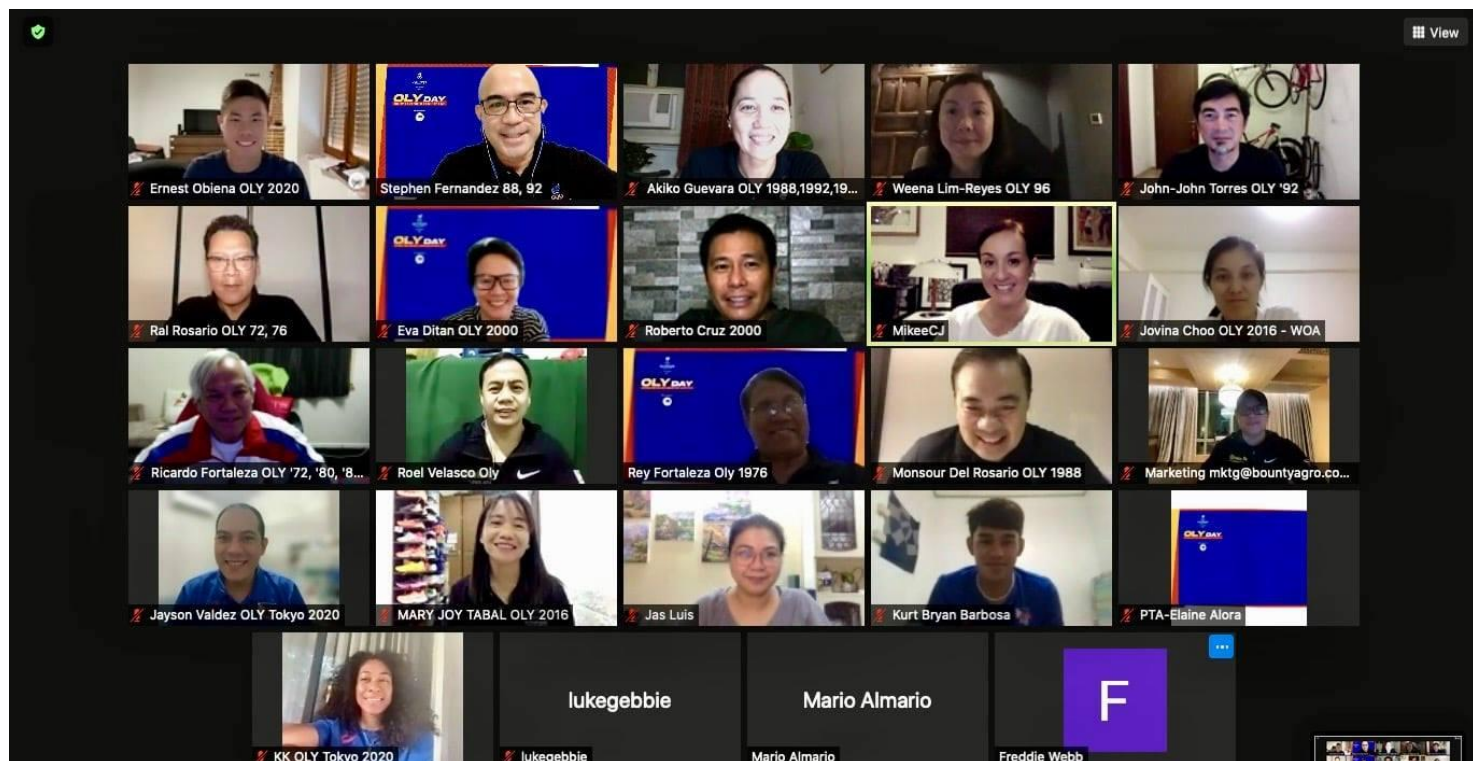 View
OLY DAY
Ernest Obiena OLY 2020
Stephen Fernandez 88, 92
Akiko Guevara OLY 1988,1992,19...
Weena Lim-Reyes OLY 96
John-John Torres OLY '92
OLY DAY
Ral Rosario OLY 72, 76
Eva Ditan OLY 2000
Roberto Cruz 2000
MikeeCJ
Jovina Choo OLY 2016 - WOA
OLY DAY
Ricardo Fortaleza OLY '72, '80, '8...
Roel Velasco Oly
Rey Fortaleza Oly 1976
Monsour Del Rosario OLY 1988
Marketing mktg@bountyagro.co...
OLY DAY
Jayson Valdez OLY Tokyo 2020
MARY JOY TABAL OLY 2016
Jas Luis
Kurt Bryan Barbosa
PTA-Elaine Alora
lukegebbie
Mario Almario
F
KK OLY Tokyo 2020
lukegebbie
Mario Almario
Freddie Webb